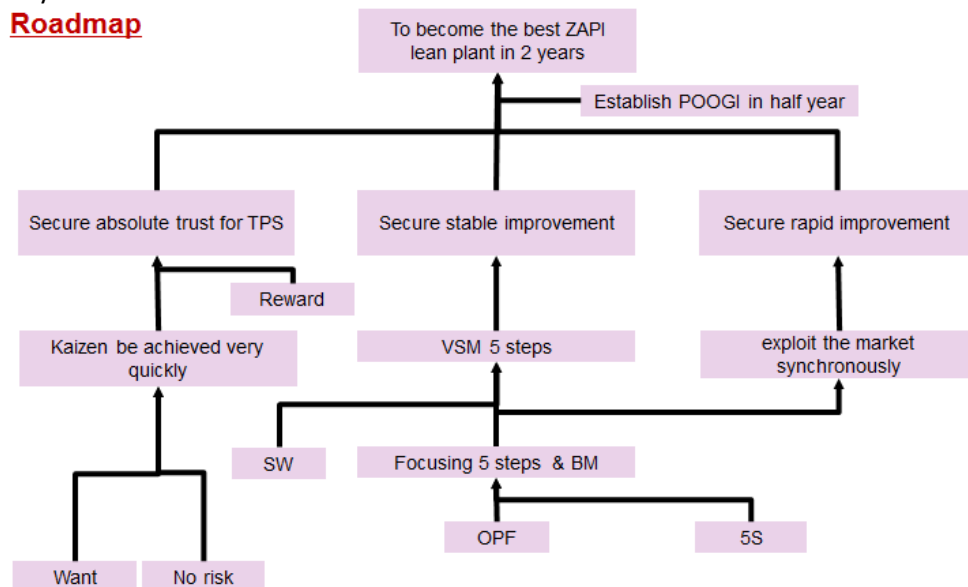 Roadmap
To become the best ZAPI
lean plant in 2 years
Establish POOGI in half year
Secure absolute trust for TPS
Secure stable improvement
Secure rapid improvement
Reward
Kaizen be achieved very
quickly
VSM 5 steps
exploit the market
synchronously
SW
Focusing 5 steps & BM
OPF
5S
Want
No risk